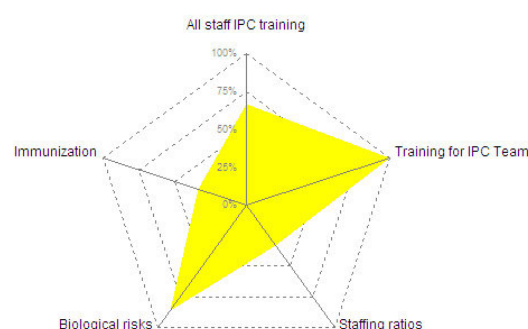 All staff IPC training
100%
75%
50%
25%
0%
Immunization
Training for IPC Team
Biological risks
Staffing ratios